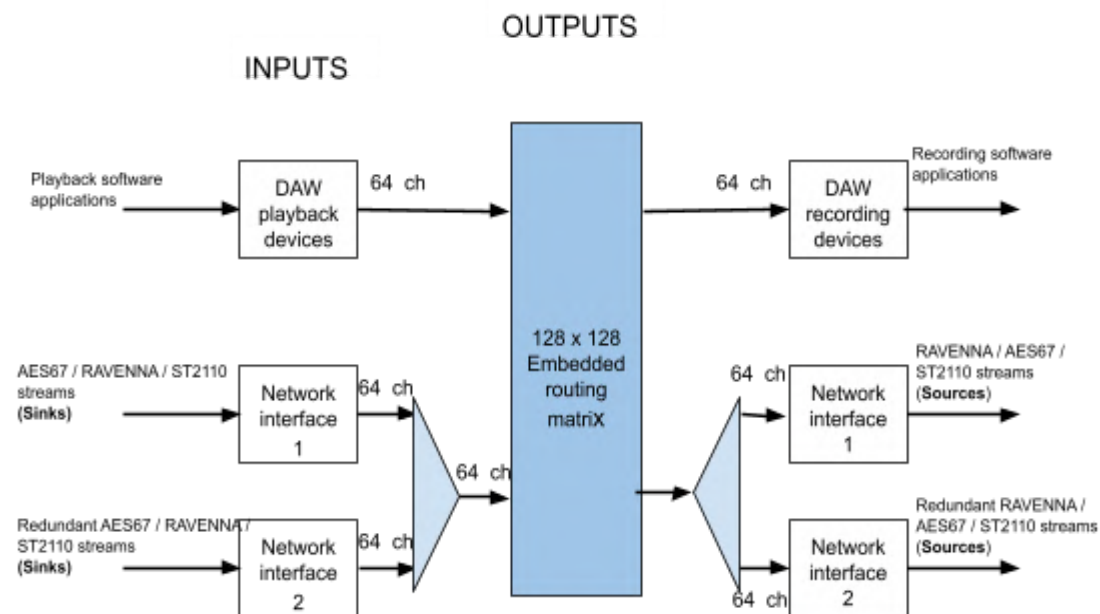 OUTPUTS
INPUTS
Playback software
applications
DAW
playback
devices
64 ch
64 ch
DAW
recording
devices
Recording software
applications
128 x 128
Embedded
routing
matriX
AES67 / RAVENNA / ST2110
streams
(Sinks)
Network
interface
1
64 ch
64 ch
64 ch
Network
interface
1
RAVENNA / AES67 /
ST2110 streams
(Sources)
Redundant AES67 / RAVENNA /
ST2110 streams
(Sinks)
Network
interface
2
64 ch
64 ch
Network
interface
2
Redundant RAVENNA /
AES67 / ST2110 streams
(Sources)